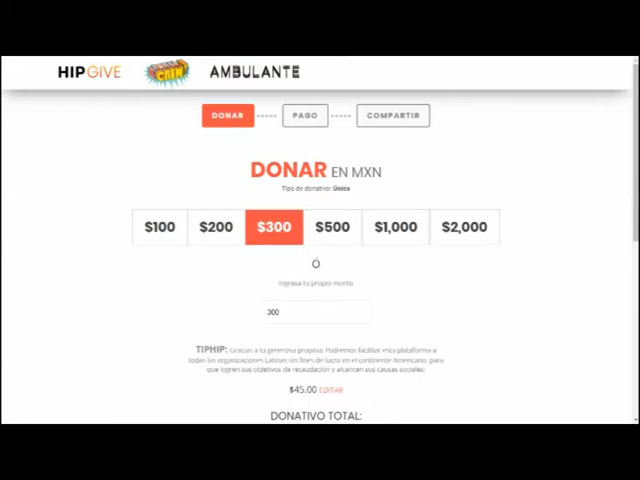 HIPGIVE CREW AMBULANTE
DONAR PAGO COMPARTIR
DONAR EN MXN
Tipo de donativo: Único
$100 $200 $300 $500 $1,000 $2,000
Ó
Ingresa tu propio monto
300
TIPHIP: Gracias a tu generosa propina: Podremos facilitar esta plataforma a
todas las organizaciones Latinas sin fines de lucro en el continente Americano, para
que logren sus objetivos de recaudación y alcancen sus causas sociales:
$45.00 EDITAR
DONATIVO TOTAL: